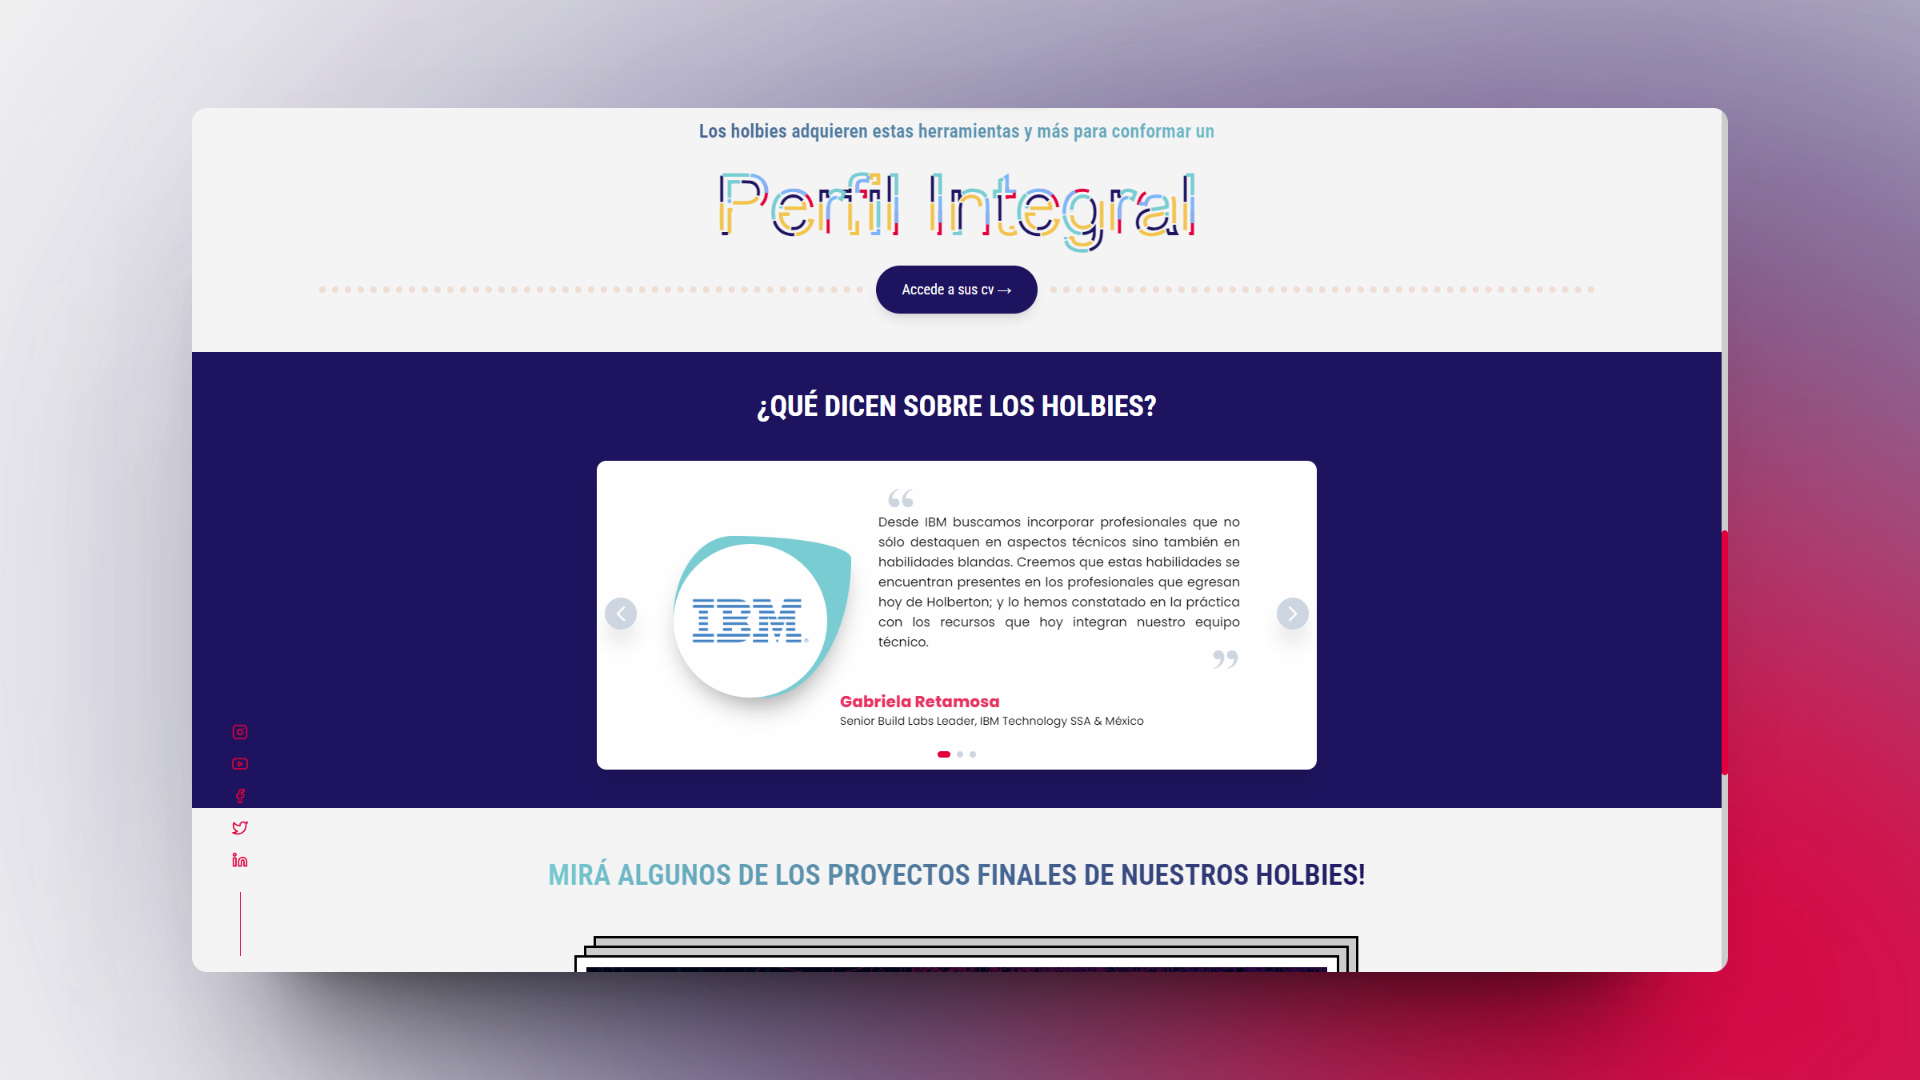 Los holbies adquieren estas herramientas y más para conformar un
Perfil Integral
Accede a sus cv →
¿QUÉ DICEN SOBRE LOS HOLBIES?
“
Desde IBM buscamos incorporar profesionales que no
sólo destaquen en aspectos técnicos sino también en
habilidades blandas. Creemos que estas habilidades se
encuentran presentes en los profesionales que egresan
hoy de Holberton; y lo hemos constatado en la práctica
con los recursos que hoy integran nuestro equipo
técnico.
”
IBM®
Gabriela Retamosa
Senior Build Labs Leader, IBM Technology SSA & México
MIRÁ ALGUNOS DE LOS PROYECTOS FINALES DE NUESTROS HOLBIES!